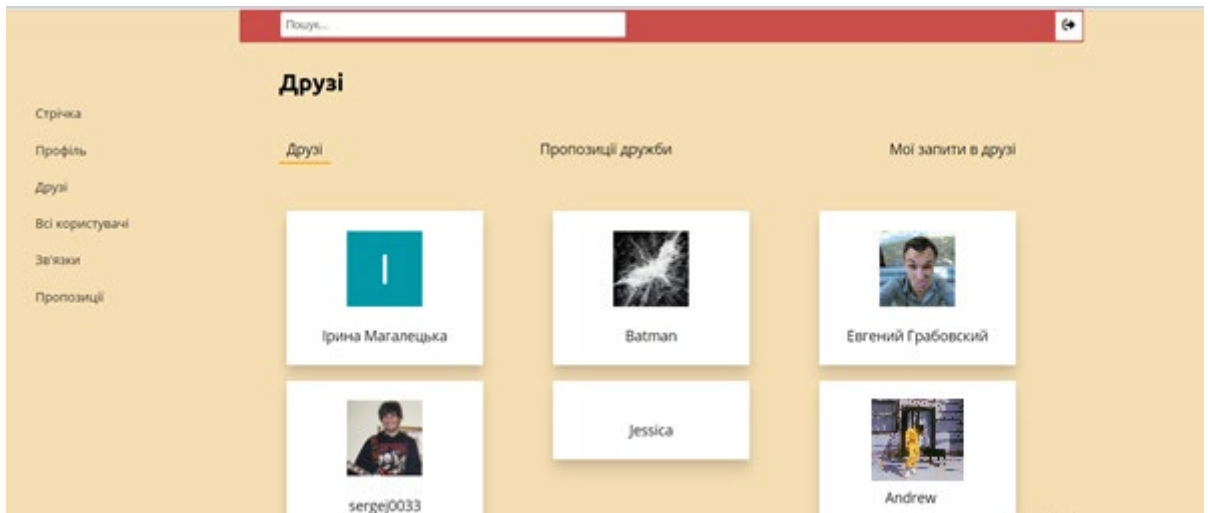 Пошук...
Друзі
Стрічка
Профіль
Друзі
Всі користувачі
Зв'язки
Пропозиції
Друзі
Пропозиції дружби
Мої запити в друзі
I
Ірина Магалецька
Batman
Евгений Грабовский
sergej0033
Jessica
Andrew